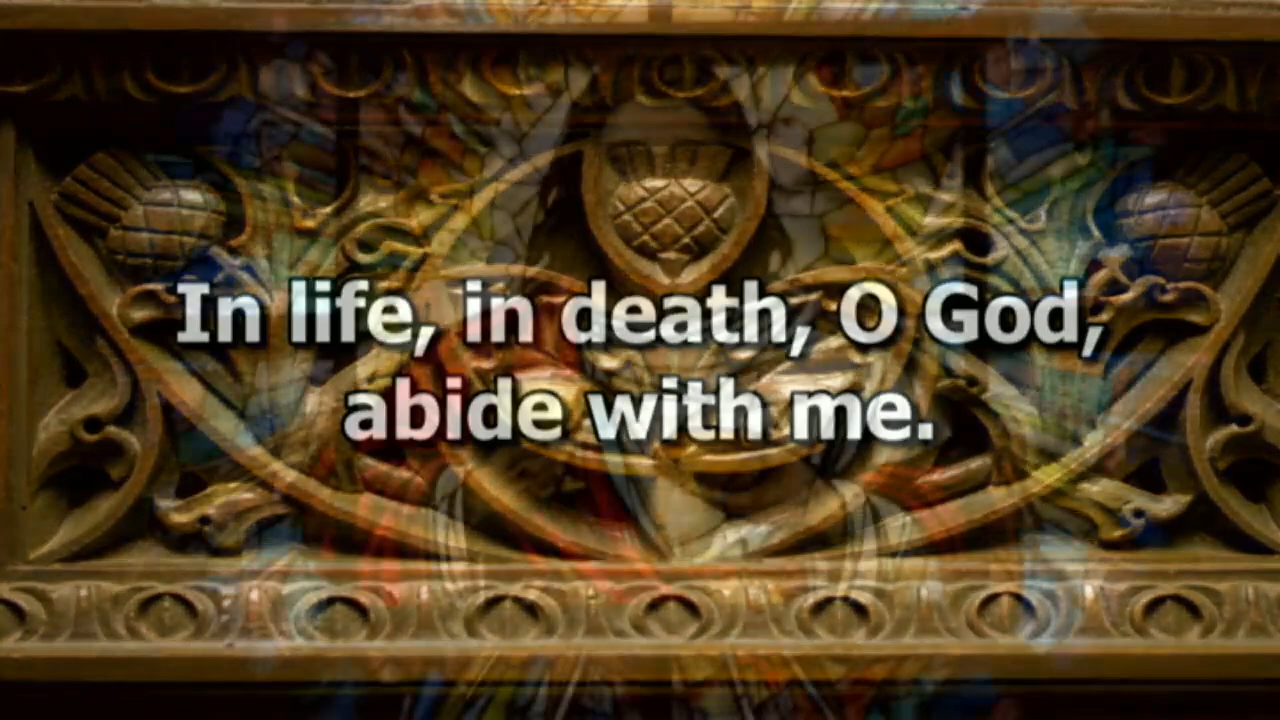 In life, in death, O God,
abide with me.